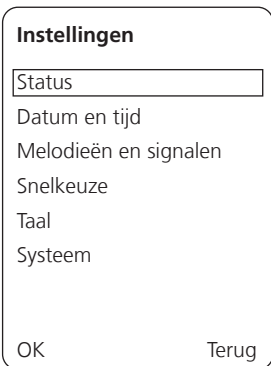 Instellingen
Status
Datum en tijd
Melodieën en signalen
Snelkeuze
Taal
Systeem
OK Terug